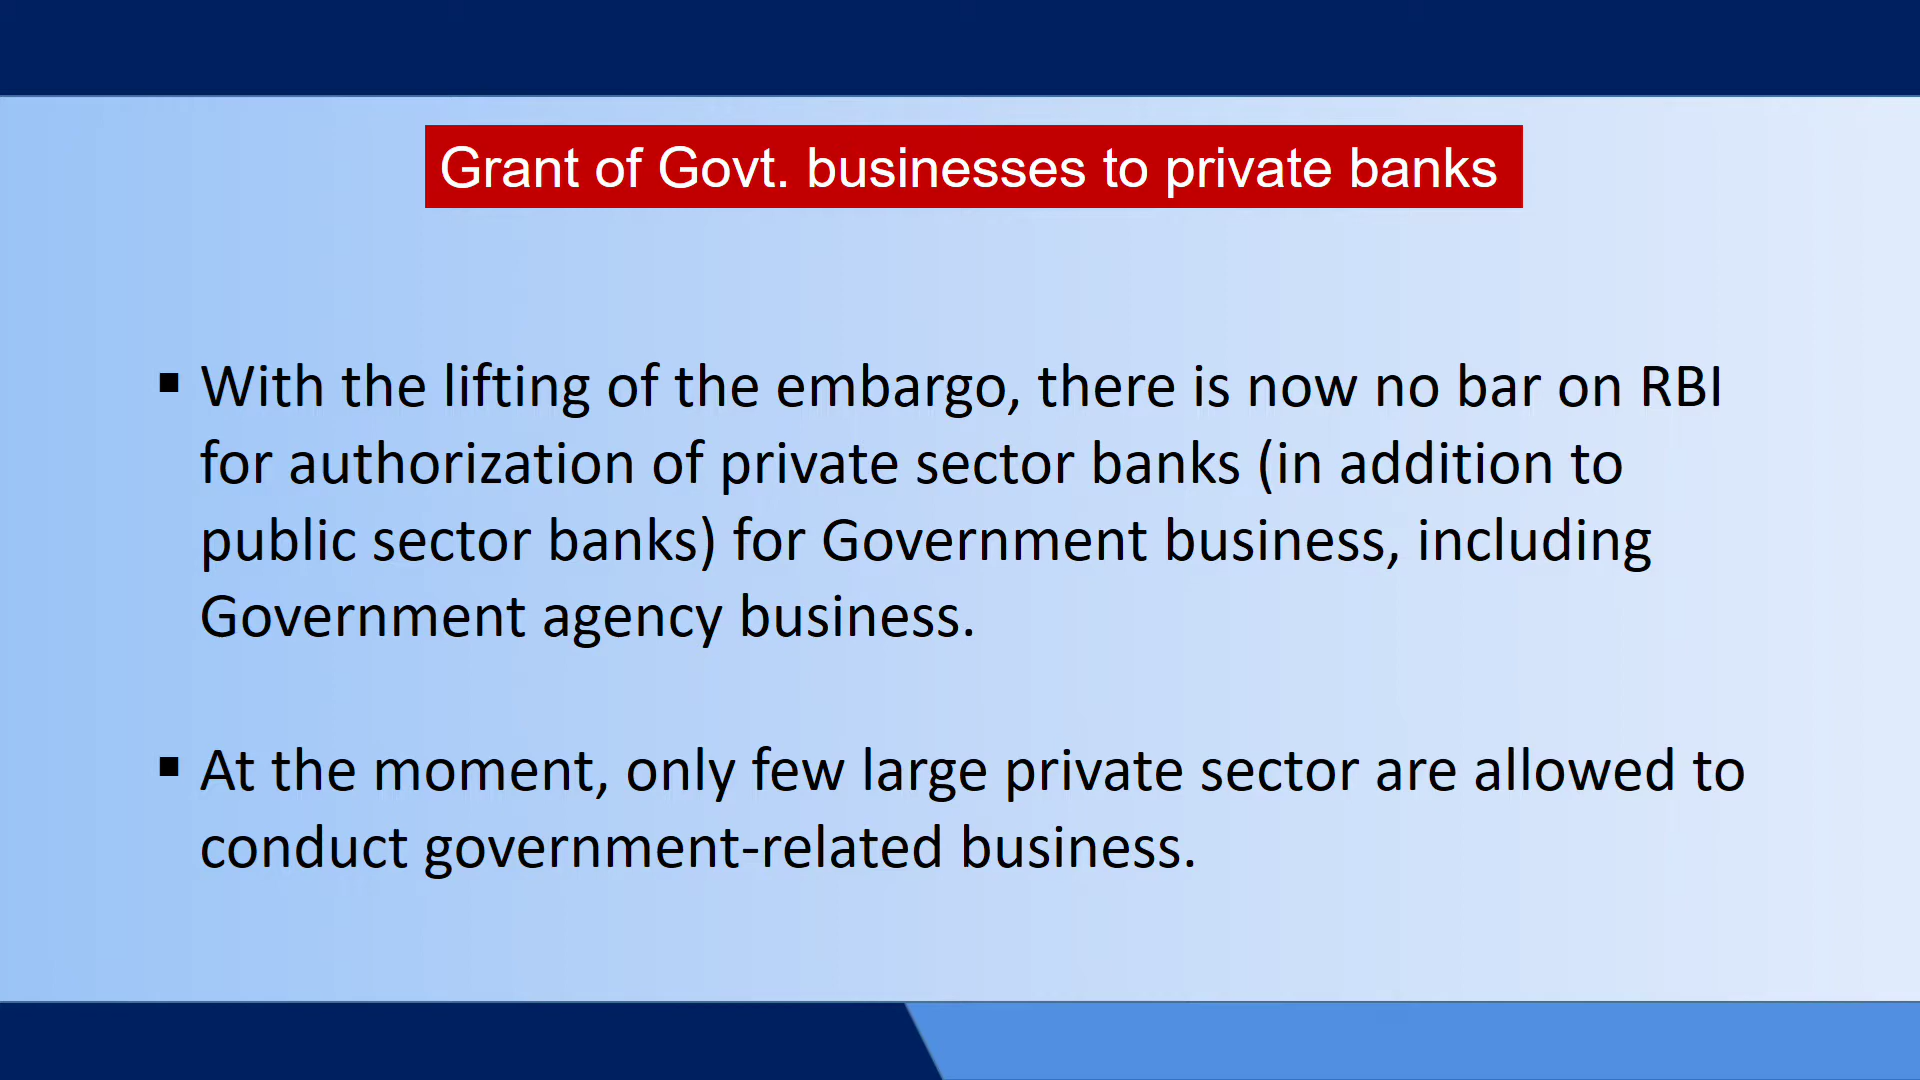 Grant of Govt. businesses to private banks
▪ With the lifting of the embargo, there is now no bar on RBI
for authorization of private sector banks (in addition to
public sector banks) for Government business, including
Government agency business.
▪ At the moment, only few large private sector are allowed to
conduct government-related business.